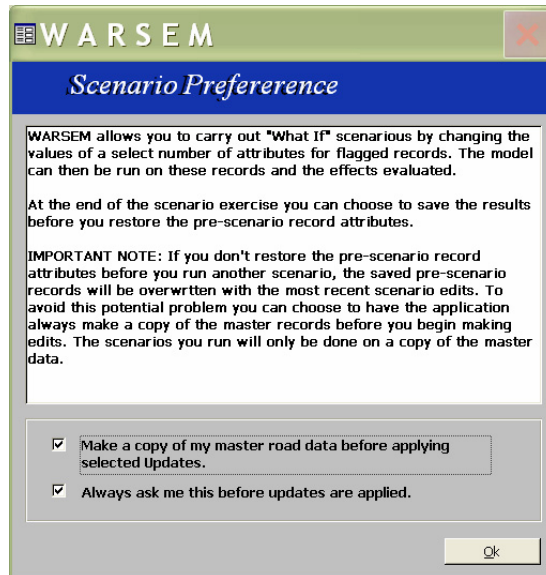 WARSEM
Scenario Prefererence
WARSEM allows you to carry out "What If" scenarious by changing the
values of a select number of attributes for flagged records. The model
can then be run on these records and the effects evaluated.
At the end of the scenario exercise you can choose to save the results
before you restore the pre-scenario record attributes.
IMPORTANT NOTE: If you don't restore the pre-scenario record
attributes before you run another scenario, the saved pre-scenario
records will be overwrtten with the most recent scenario edits. To
avoid this potential problem you can choose to have the application
always make a copy of the master records before you begin making
edits. The scenarios you run will only be done on a copy of the master
data.
Make a copy of my master road data before applying
selected Updates.
Always ask me this before updates are applied.
Ok